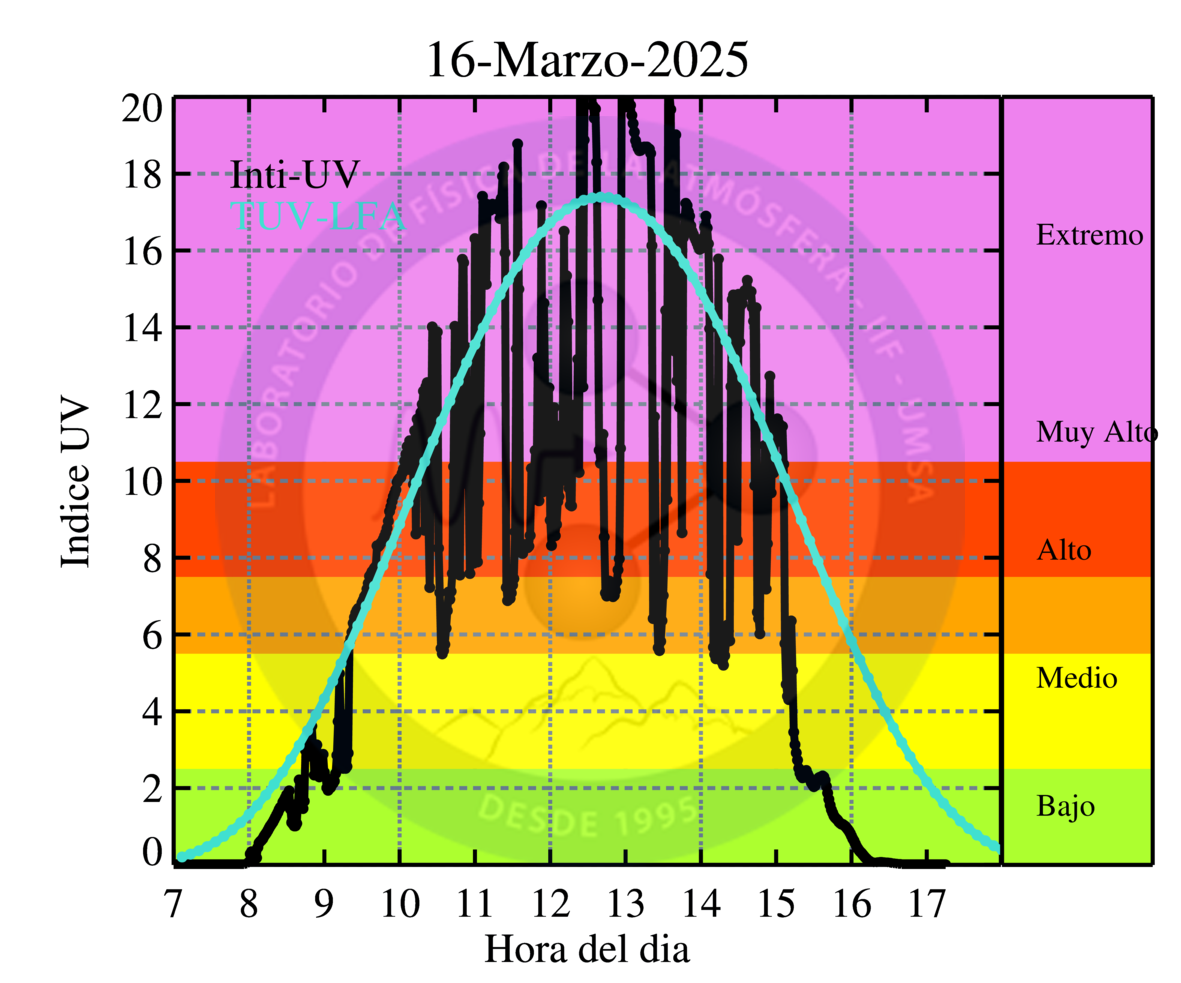 16-Marzo-2025
Inti-UV
TUV-LFA
LABORATORIO DE FÍSICA DE LA ATMÓSFERA - IIF - UMSA
DESDE 1995
Indice UV
20
18
16
14
12
10
8
6
4
2
0
7 8 9 10 11 12 13 14 15 16 17
Hora del dia
Extremo
Muy Alto
Alto
Medio
Bajo